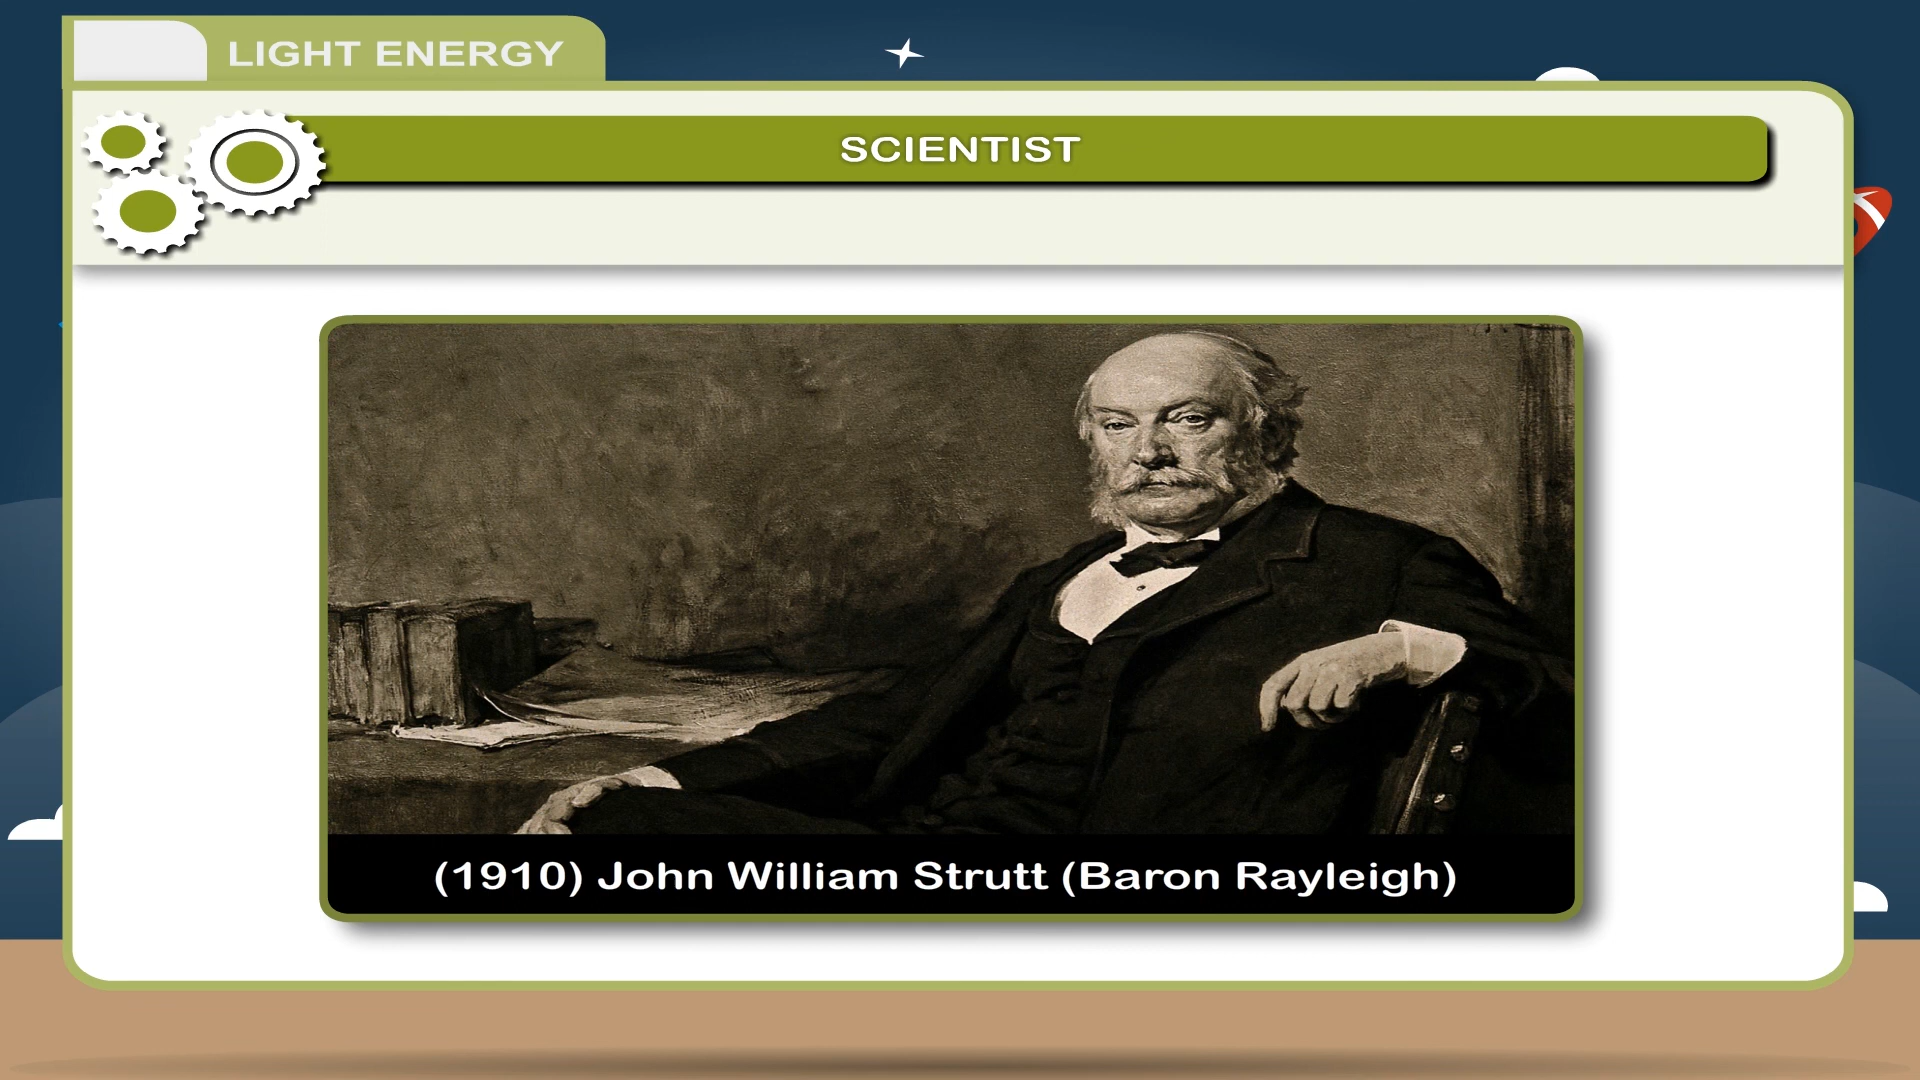 LIGHT ENERGY
SCIENTIST
(1910) John William Strutt (Baron Rayleigh)